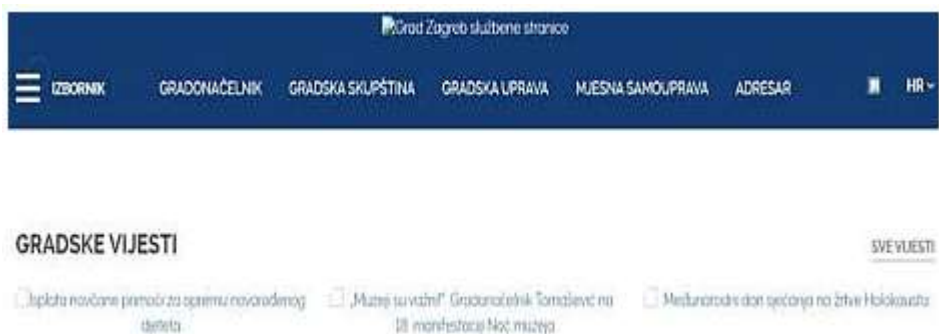 Grad Zagreb službene stranice
IZBORNIK GRADONAČELNIK GRADSKA SKUPŠTINA GRADSKA UPRAVA MJESNA SAMOUPRAVA ADRESAR HR
GRADSKE VIJESTI
SVE VIJESTI
Isplata novčane pomoći za opremu novorođenog
djeteta
„Muzeji su važni!" Gradonačelnik Tomašević na
18. manifestaciji Noć muzeja
Međunarodni dan sjećanja na žrtve Holokausta